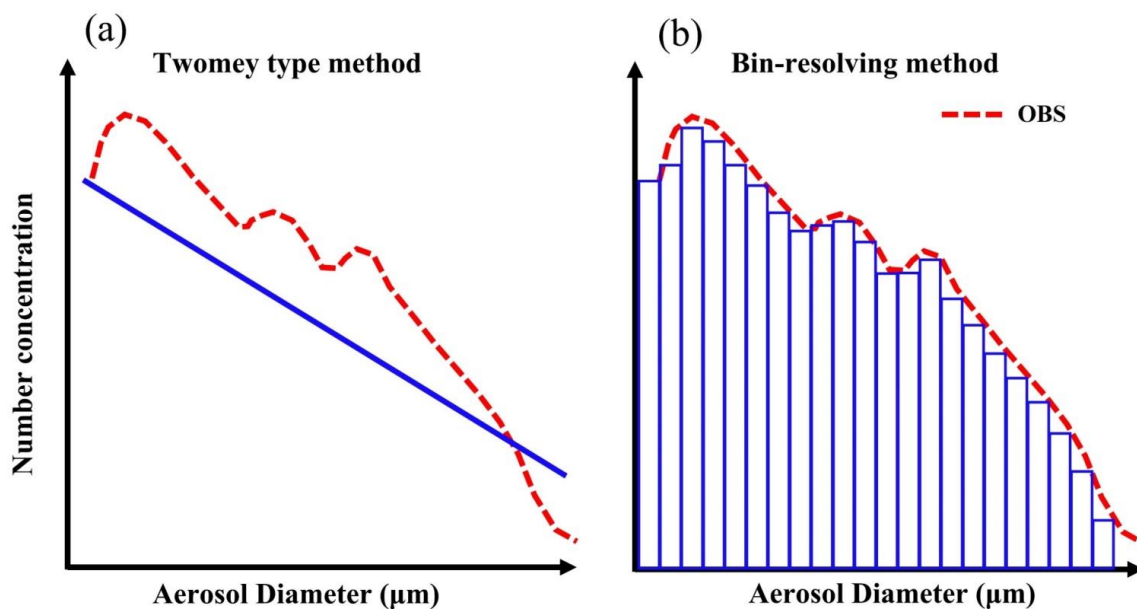 (a)
Twomey type method
Number concentration
Aerosol Diameter (µm)
(b)
Bin-resolving method
OBS
Aerosol Diameter (µm)